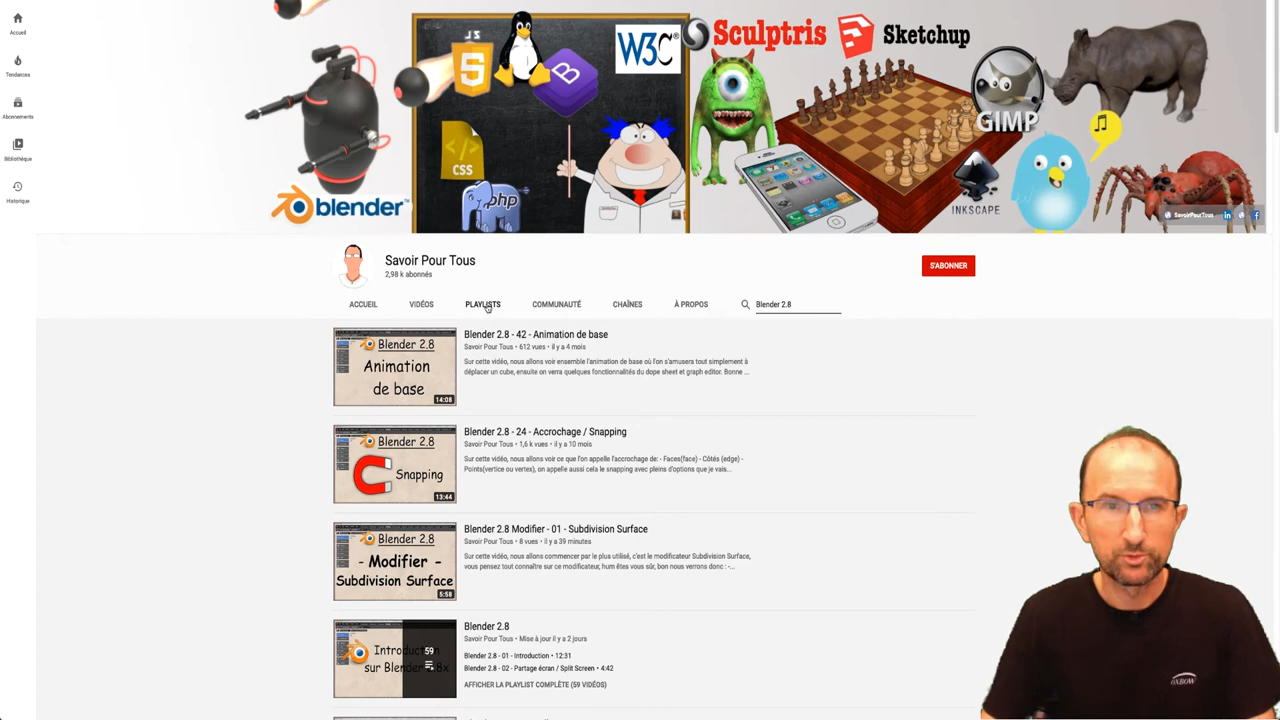 Accueil
Tendances
Abonnements
Bibliothèque
Historique
JS
5
CSS
php
B
W3C®
Sculptris
Sketchup
GIMP
INKSCAPE
blender™
SavoirPourTous
Savoir Pour Tous
2,98 k abonnés
S'ABONNER
ACCUEIL
VIDÉOS
PLAYLISTS
COMMUNAUTÉ
CHAÎNES
À PROPOS
Blender 2.8
Blender 2.8
Animation
de base
14:08
Blender 2.8 - 42 - Animation de base
Savoir Pour Tous • 612 vues • il y a 4 mois
Sur cette vidéo, nous allons voir ensemble l'animation de base où l'on s'amusera tout simplement à
déplacer un cube, ensuite on verra quelques fonctionnalités du dope sheet et graph editor. Bonne ...
Blender 2.8
Snapping
13:44
Blender 2.8 - 24 - Accrochage / Snapping
Savoir Pour Tous • 1,6 k vues • il y a 10 mois
Sur cette vidéo, nous allons voir ce que l'on appelle l'accrochage de: - Faces(face) - Côtés (edge) -
Points(vertice ou vertex), on appelle aussi cela le snapping avec pleins d'options que je vais...
Blender 2.8
- Modifier -
Subdivision Surface
5:58
Blender 2.8 Modifier - 01 - Subdivision Surface
Savoir Pour Tous • 8 vues • il y a 39 minutes
Sur cette vidéo, nous allons commencer par le plus utilisé, c'est le modificateur Subdivision Surface,
vous pensez tout connaître sur ce modificateur, hum êtes vous sûr, bon nous verrons donc : -...
Introduction
sur Blender 2.8x
59
Blender 2.8
Savoir Pour Tous • Mise à jour il y a 2 jours
Blender 2.8 - 01 - Introduction • 12:31
Blender 2.8 - 02 - Partage écran / Split Screen • 4:42
AFFICHER LA PLAYLIST COMPLÈTE (59 VIDÉOS)
OXBOW